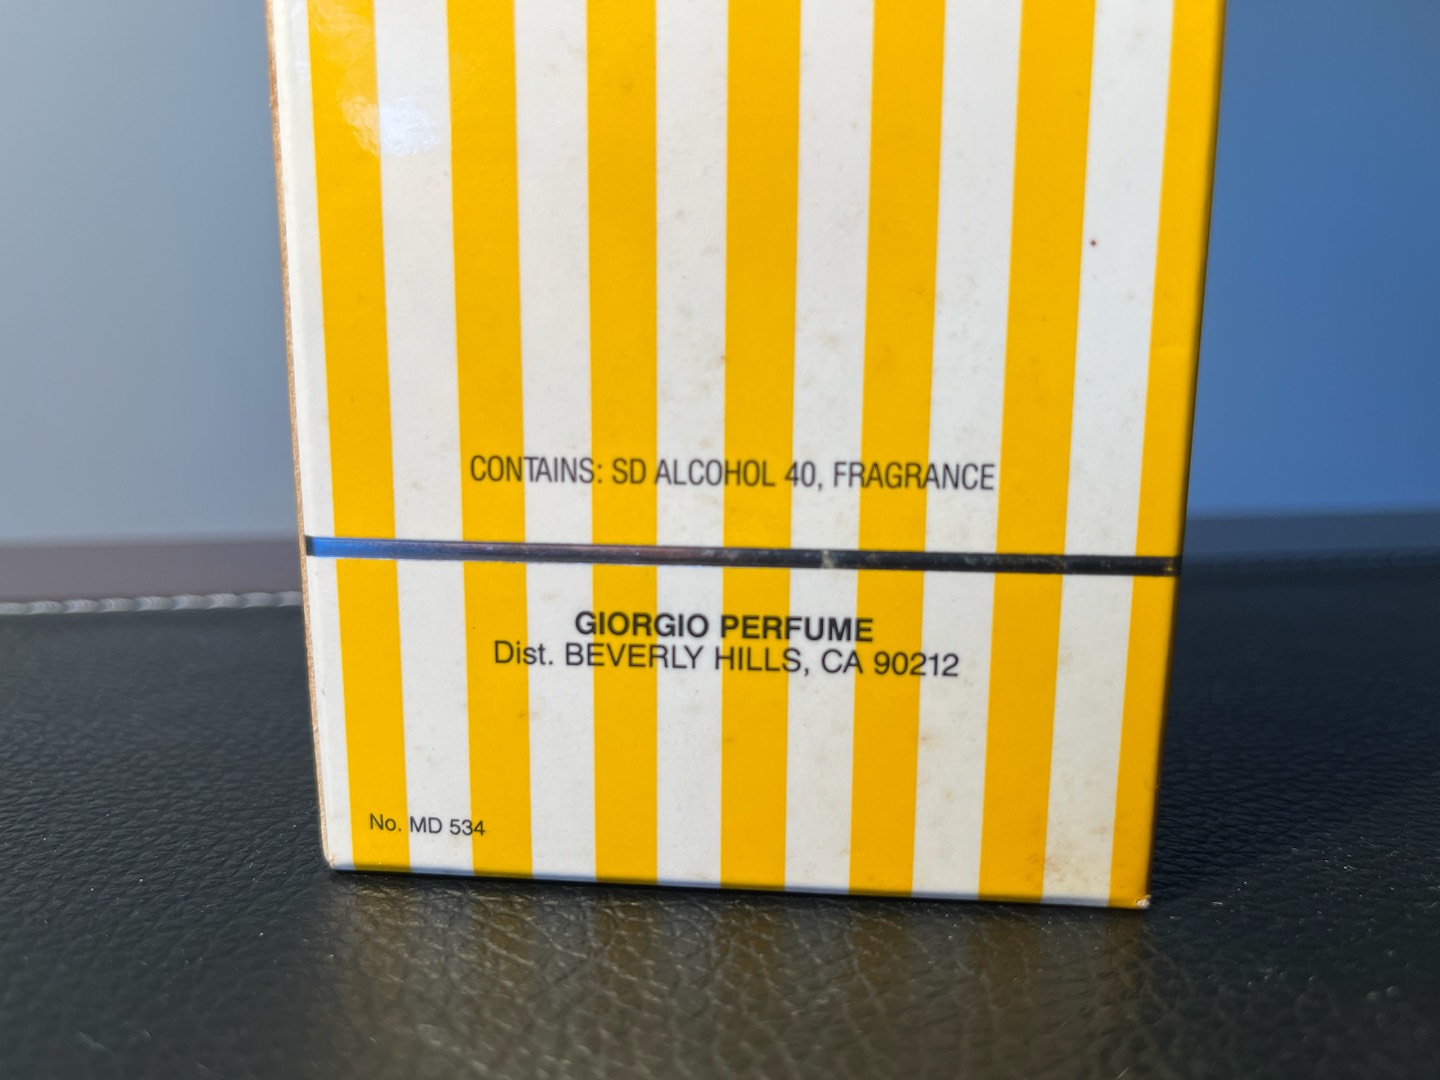 CONTAINS: SD ALCOHOL 40, FRAGRANCE
GIORGIO PERFUME
Dist. BEVERLY HILLS, CA 90212
No. MD 534